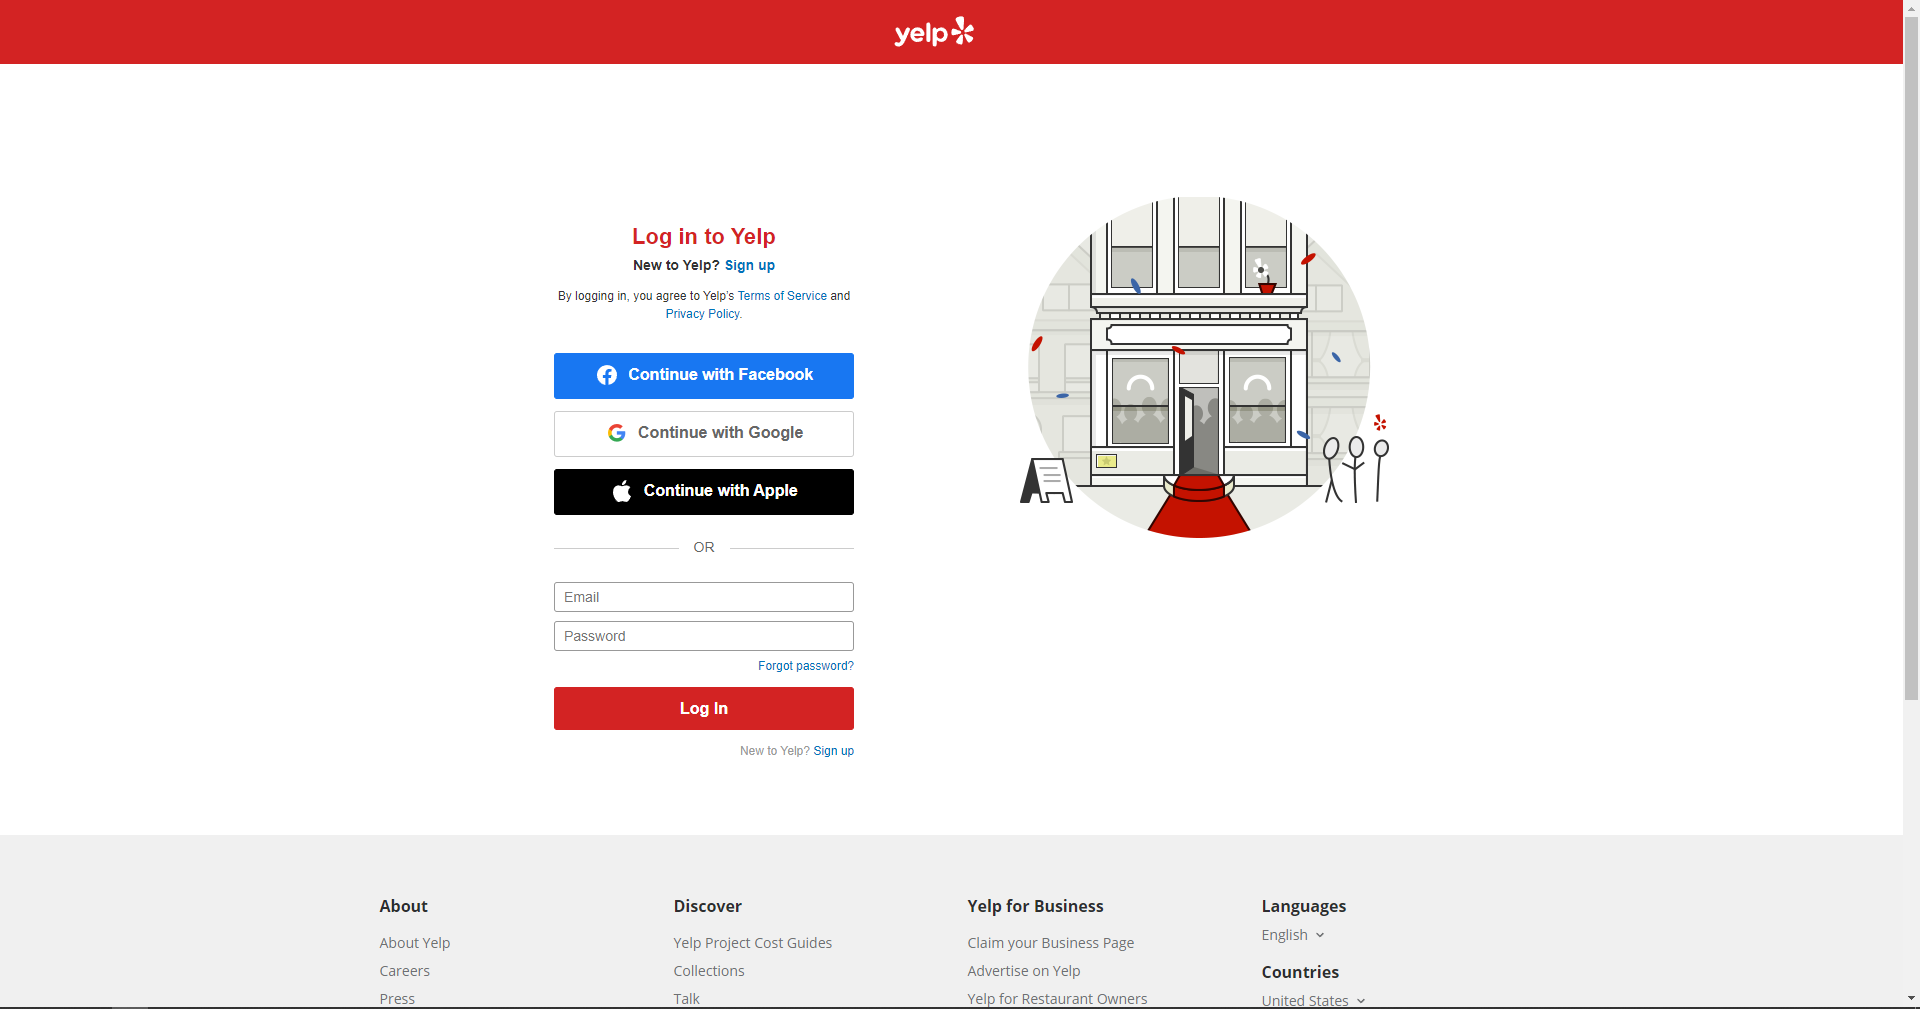 yelp
Log in to Yelp
New to Yelp? Sign up
By logging in, you agree to Yelp's Terms of Service and
Privacy Policy.
Continue with Facebook
Continue with Google
Continue with Apple
OR
Email
Password
Forgot password?
Log In
New to Yelp? Sign up
About
About Yelp
Careers
Press
Discover
Yelp Project Cost Guides
Collections
Talk
Yelp for Business
Claim your Business Page
Advertise on Yelp
Yelp for Restaurant Owners
Languages
English
Countries
United States